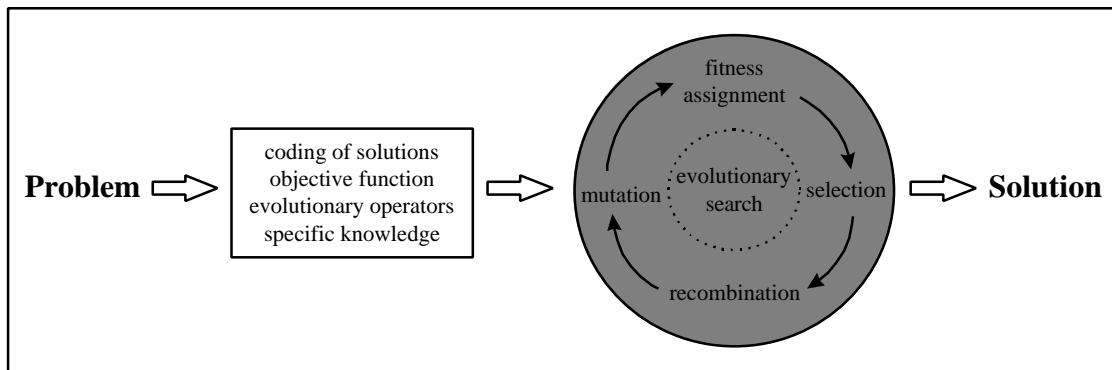 Problem
coding of solutions
objective function
evolutionary operators
specific knowledge
fitness
assignment
mutation
evolutionary
search
selection
recombination
Solution